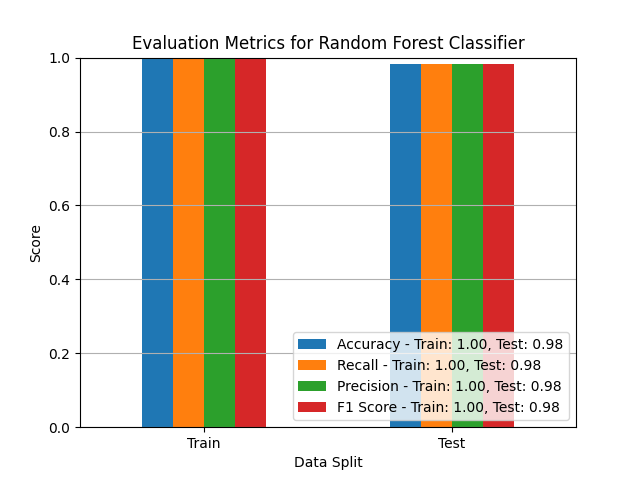 Evaluation Metrics for Random Forest Classifier
1.0
0.8
0.6
0.4
0.2
0.0
Score
Accuracy - Train: 1.00, Test: 0.98
Recall - Train: 1.00, Test: 0.98
Precision - Train: 1.00, Test: 0.98
F1 Score - Train: 1.00, Test: 0.98
Train
Test
Data Split